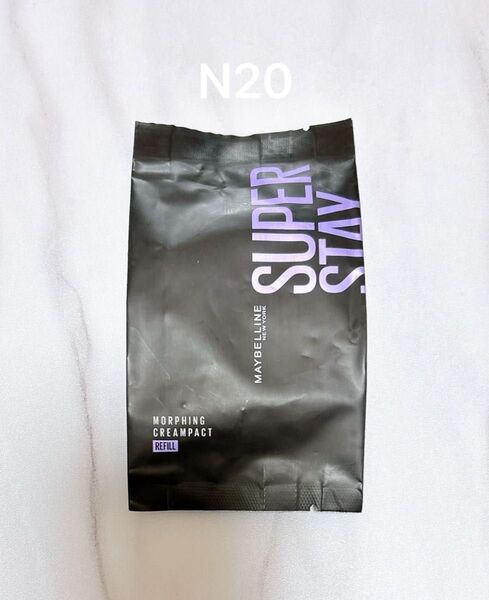 N20
SUPER
STAY
MAYBELLINE
NEW YORK
MORPHING
CREAMPACT
REFILL